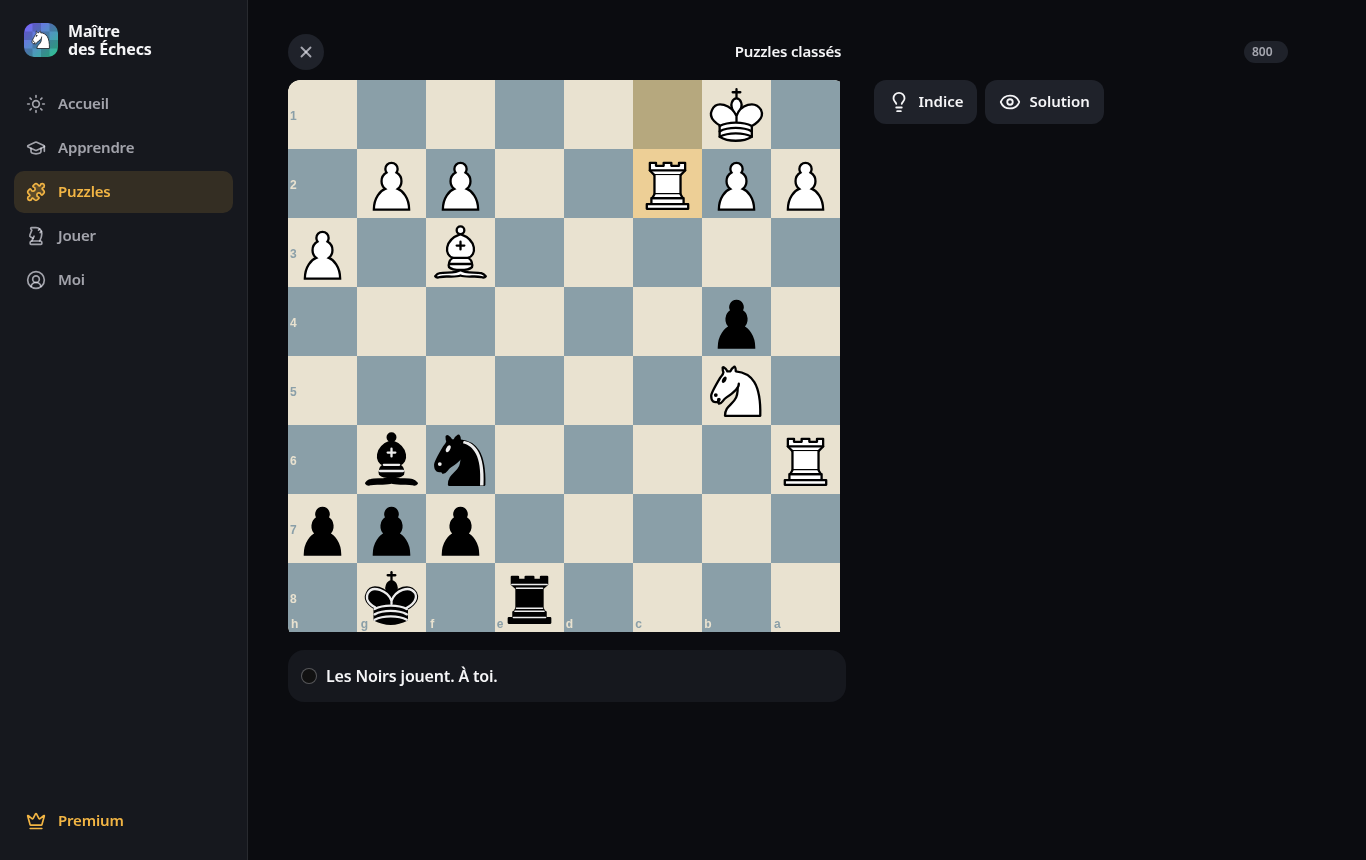 Maître
des Échecs
Accueil
Apprendre
Puzzles
Jouer
Moi
Premium
Puzzles classés
800
Indice
Solution
1
2
3
4
5
6
7
8
h g f e d c b a
Les Noirs jouent. À toi.